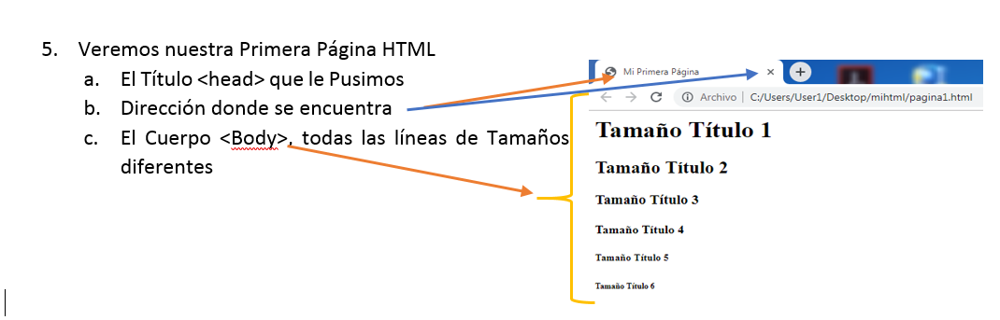 5. Veremos nuestra Primera Página HTML
a. El Título <head> que le Pusimos
b. Dirección donde se encuentra
c. El Cuerpo <Body>, todas las líneas de Tamaños
diferentes
Mi Primera Página
Archivo | C:/Users/User1/Desktop/mihtml/pagina1.html
Tamaño Título 1
Tamaño Título 2
Tamaño Título 3
Tamaño Título 4
Tamaño Título 5
Tamaño Título 6